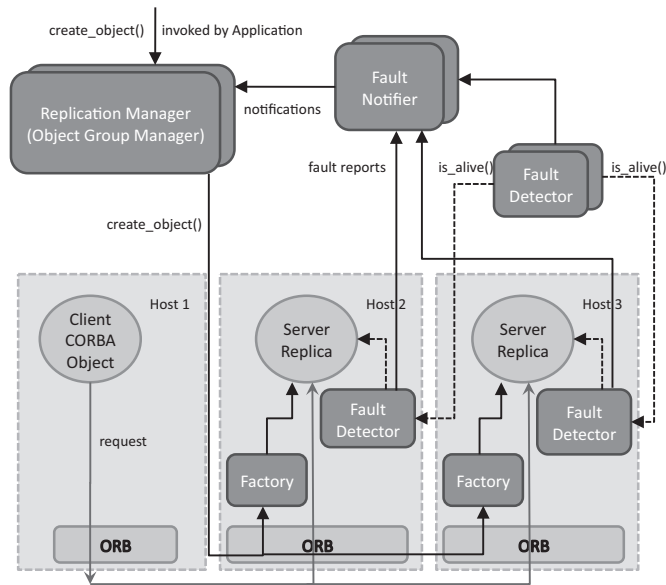 create_object()
invoked by Application
Replication Manager
(Object Group Manager)
notifications
Fault
Notifier
fault reports
is_alive()
is_alive()
Fault
Detector
create_object()
Host 1
Client
CORBA
Object
request
ORB
Host 2
Server
Replica
Fault
Detector
Factory
ORB
Host 3
Server
Replica
Fault
Detector
Factory
ORB